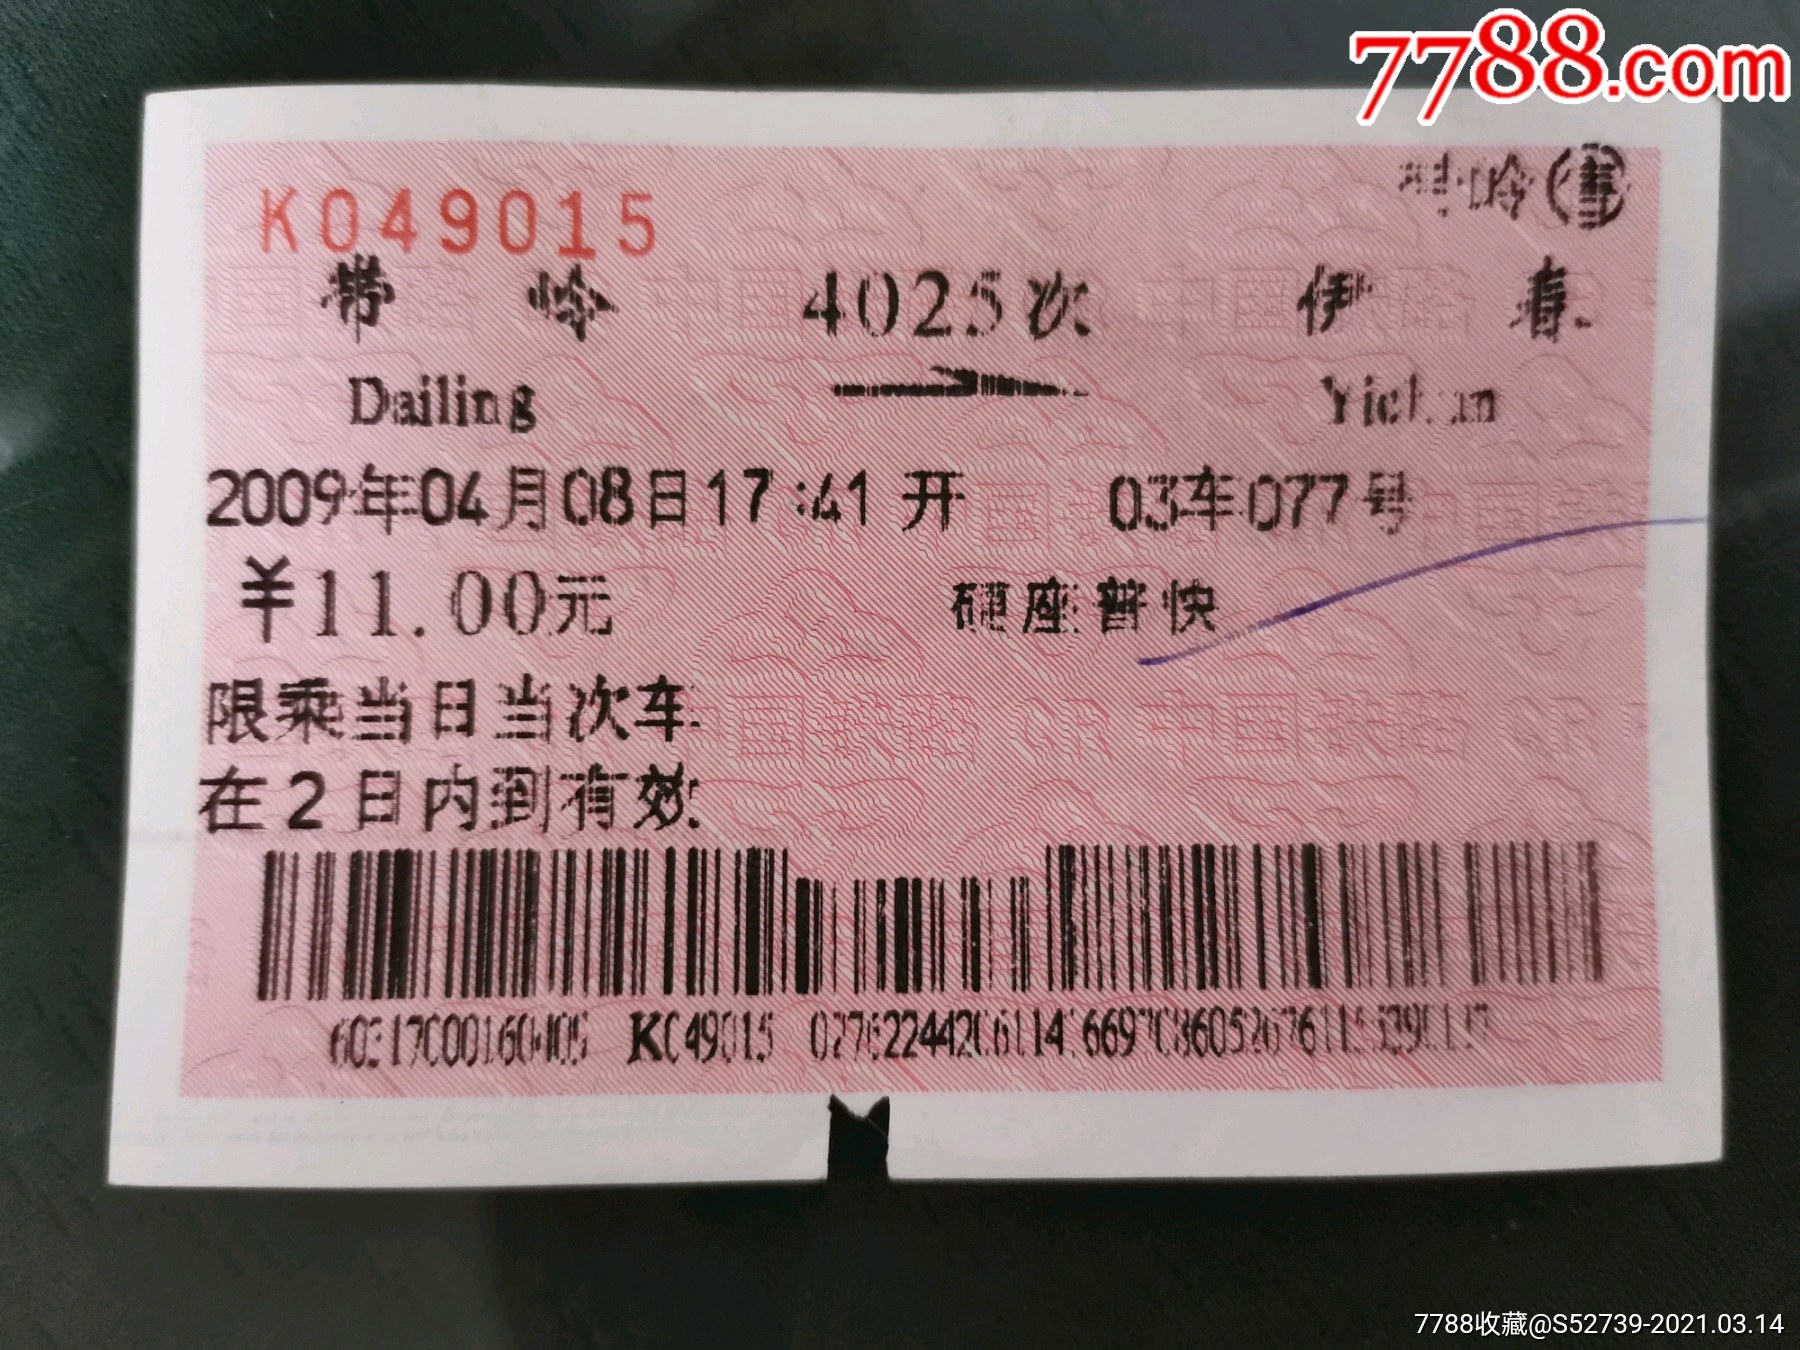 7788.com
K049015
带岭 4025次 伊春
Dailing Yichun
2009年04月08日17:41开 03车077号
¥11.00元 硬座普快
限乘当日当次车
在2日内到有效
K049015
7788收藏@S52739-2021.03.14